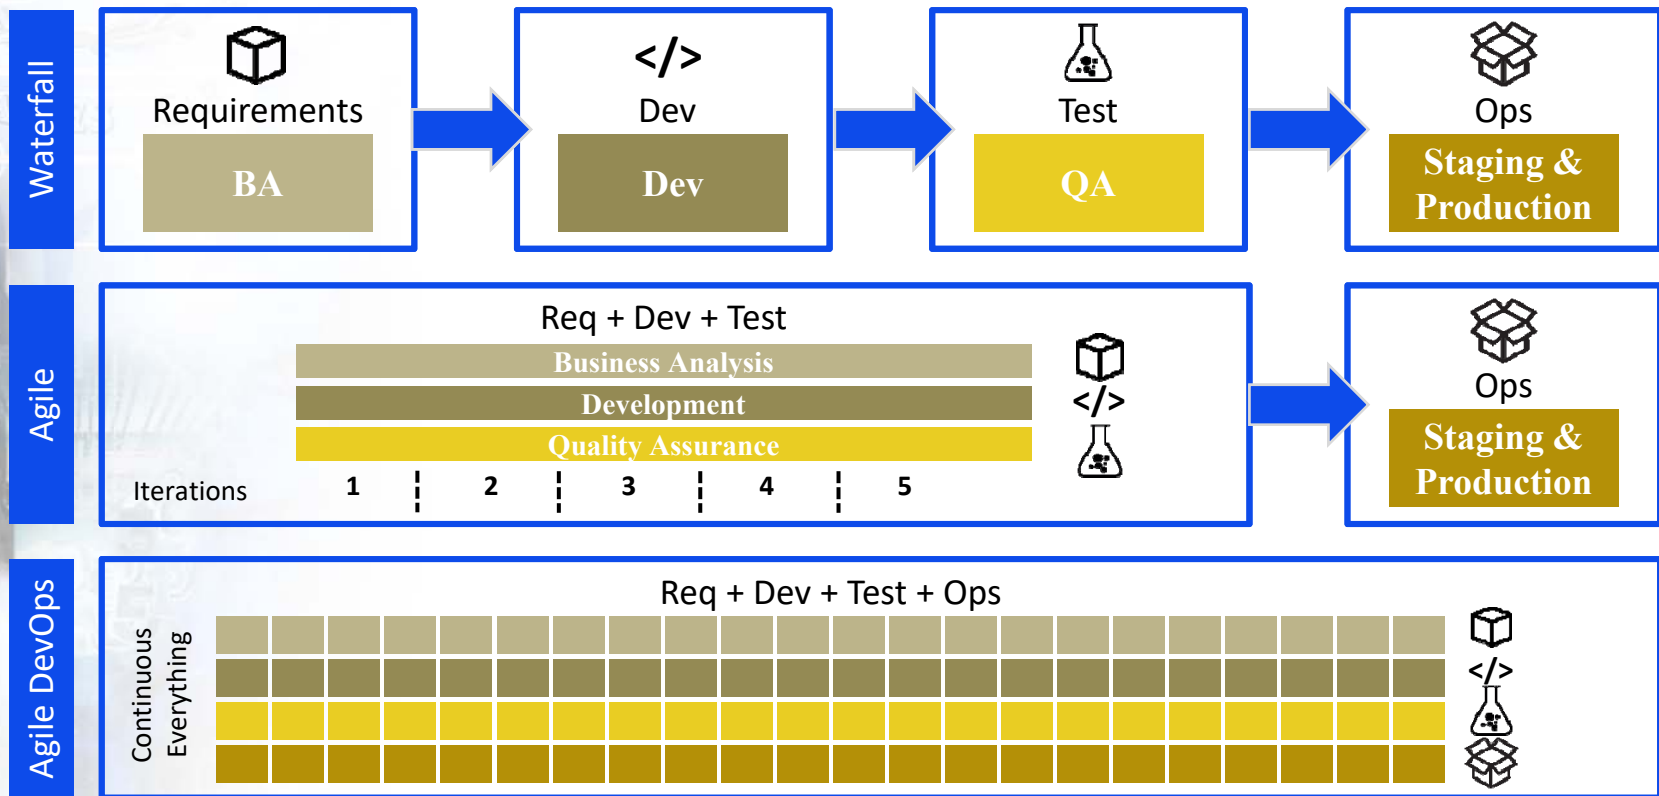 Waterfall
</>
Requirements
Dev
Test
Ops
BA
Dev
QA
Staging &
Production
Agile
Req + Dev + Test
Business Analysis
Development
Quality Assurance
</>
Iterations 1 2 3 4 5
Ops
Staging &
Production
Agile DevOps
Req + Dev + Test + Ops
Continuous
Everything
</>